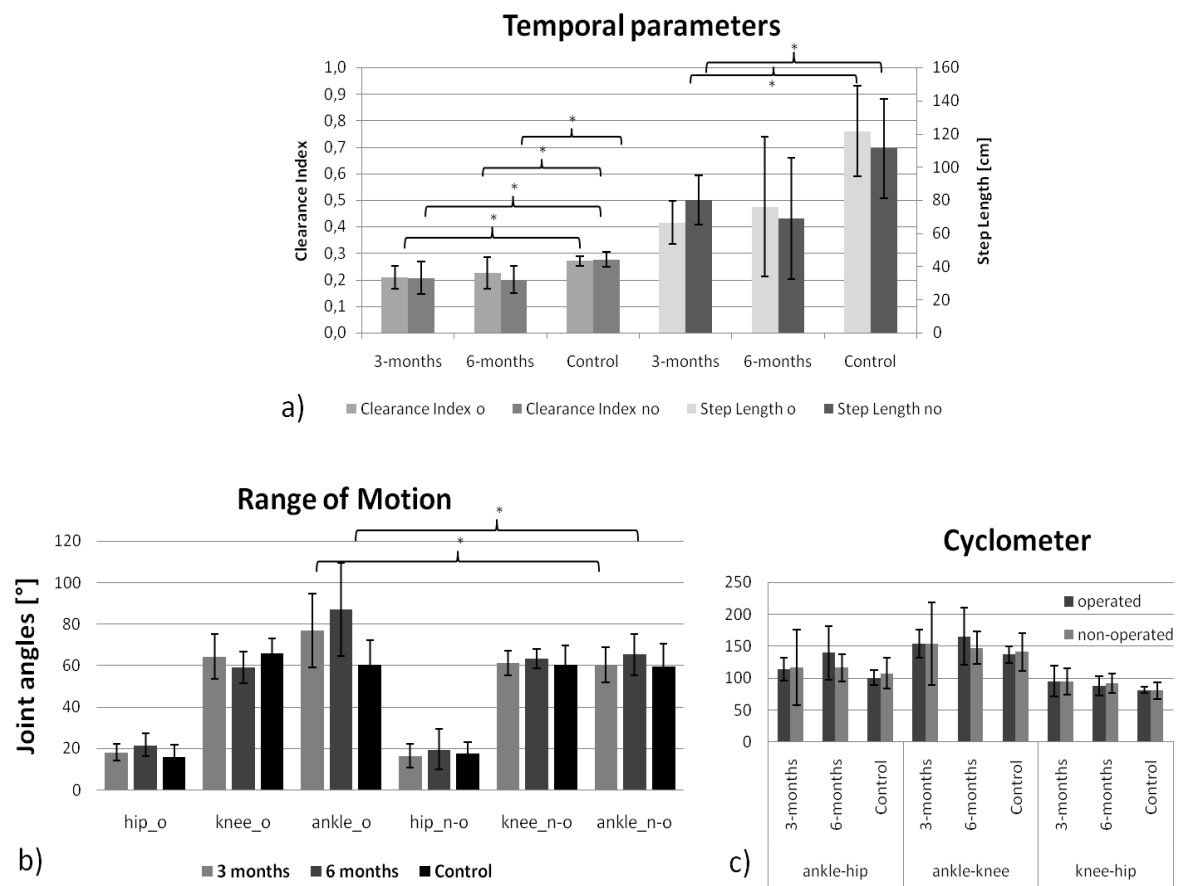 Temporal parameters
* *
1,0
0,9
0,8
0,7
0,6
0,5
0,4
0,3
0,2
0,1
0,0
Clearance Index
* * * *
160
140
120
100
80
60
40
20
0
Step Length [cm]
3-months 6-months Control 3-months 6-months Control
a) Clearance Index o Clearance Index no Step Length o Step Length no
Range of Motion
* *
120
100
80
60
40
20
0
Joint angles [°]
hip_o knee_o ankle_o hip_n-o knee_n-o ankle_n-o
b) 3 months 6 months Control
Cyclometer
250
200
150
100
50
0
operated
non-operated
3-months 6-months Control 3-months 6-months Control 3-months 6-months Control
c) ankle-hip ankle-knee knee-hip